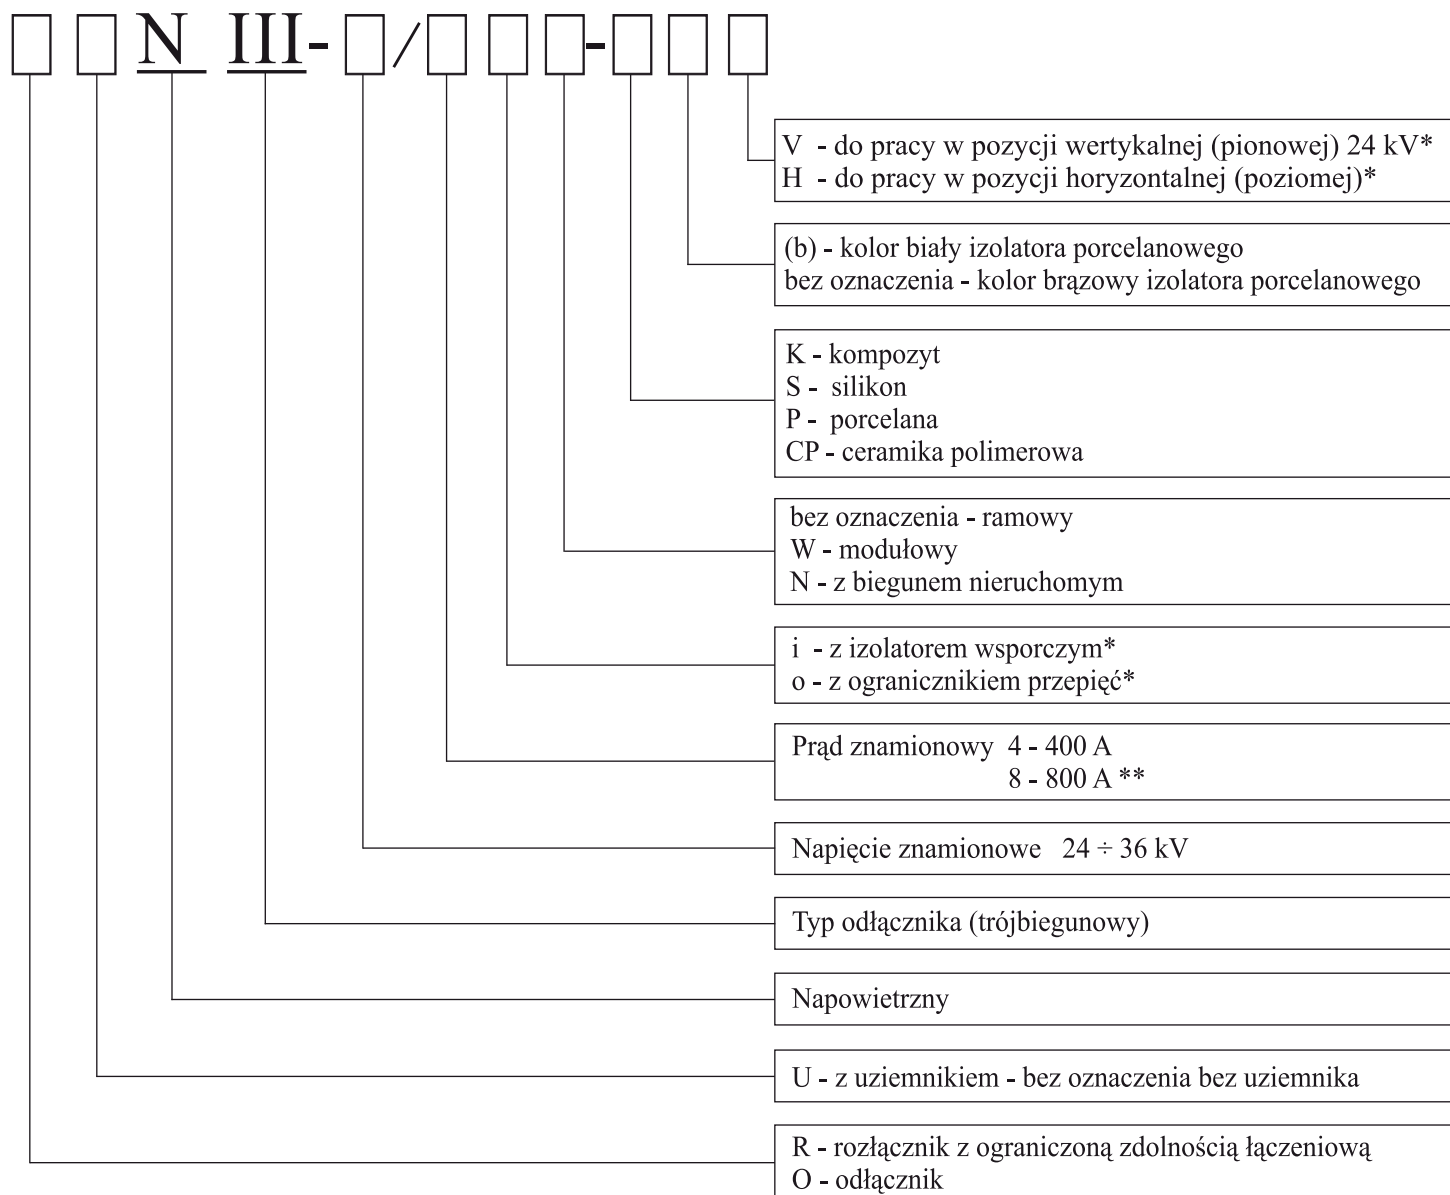 N III - / -
V - do pracy w pozycji wertykalnej (pionowej) 24 kV*
H - do pracy w pozycji horyzontalnej (poziomej)*
(b) - kolor biały izolatora porcelanowego
bez oznaczenia - kolor brązowy izolatora porcelanowego
K - kompozyt
S - silikon
P - porcelana
CP - ceramika polimerowa
bez oznaczenia - ramowy
W - modułowy
N - z biegunem nieruchomym
i - z izolatorem wsporczym*
o - z ogranicznikiem przepięć*
Prąd znamionowy 4 - 400 A
8 - 800 A **
Napięcie znamionowe 24 ÷ 36 kV
Typ odłącznika (trójbiegunowy)
Napowietrzny
U - z uziemnikiem - bez oznaczenia bez uziemnika
R - rozłącznik z ograniczoną zdolnością łączeniową
O - odłącznik